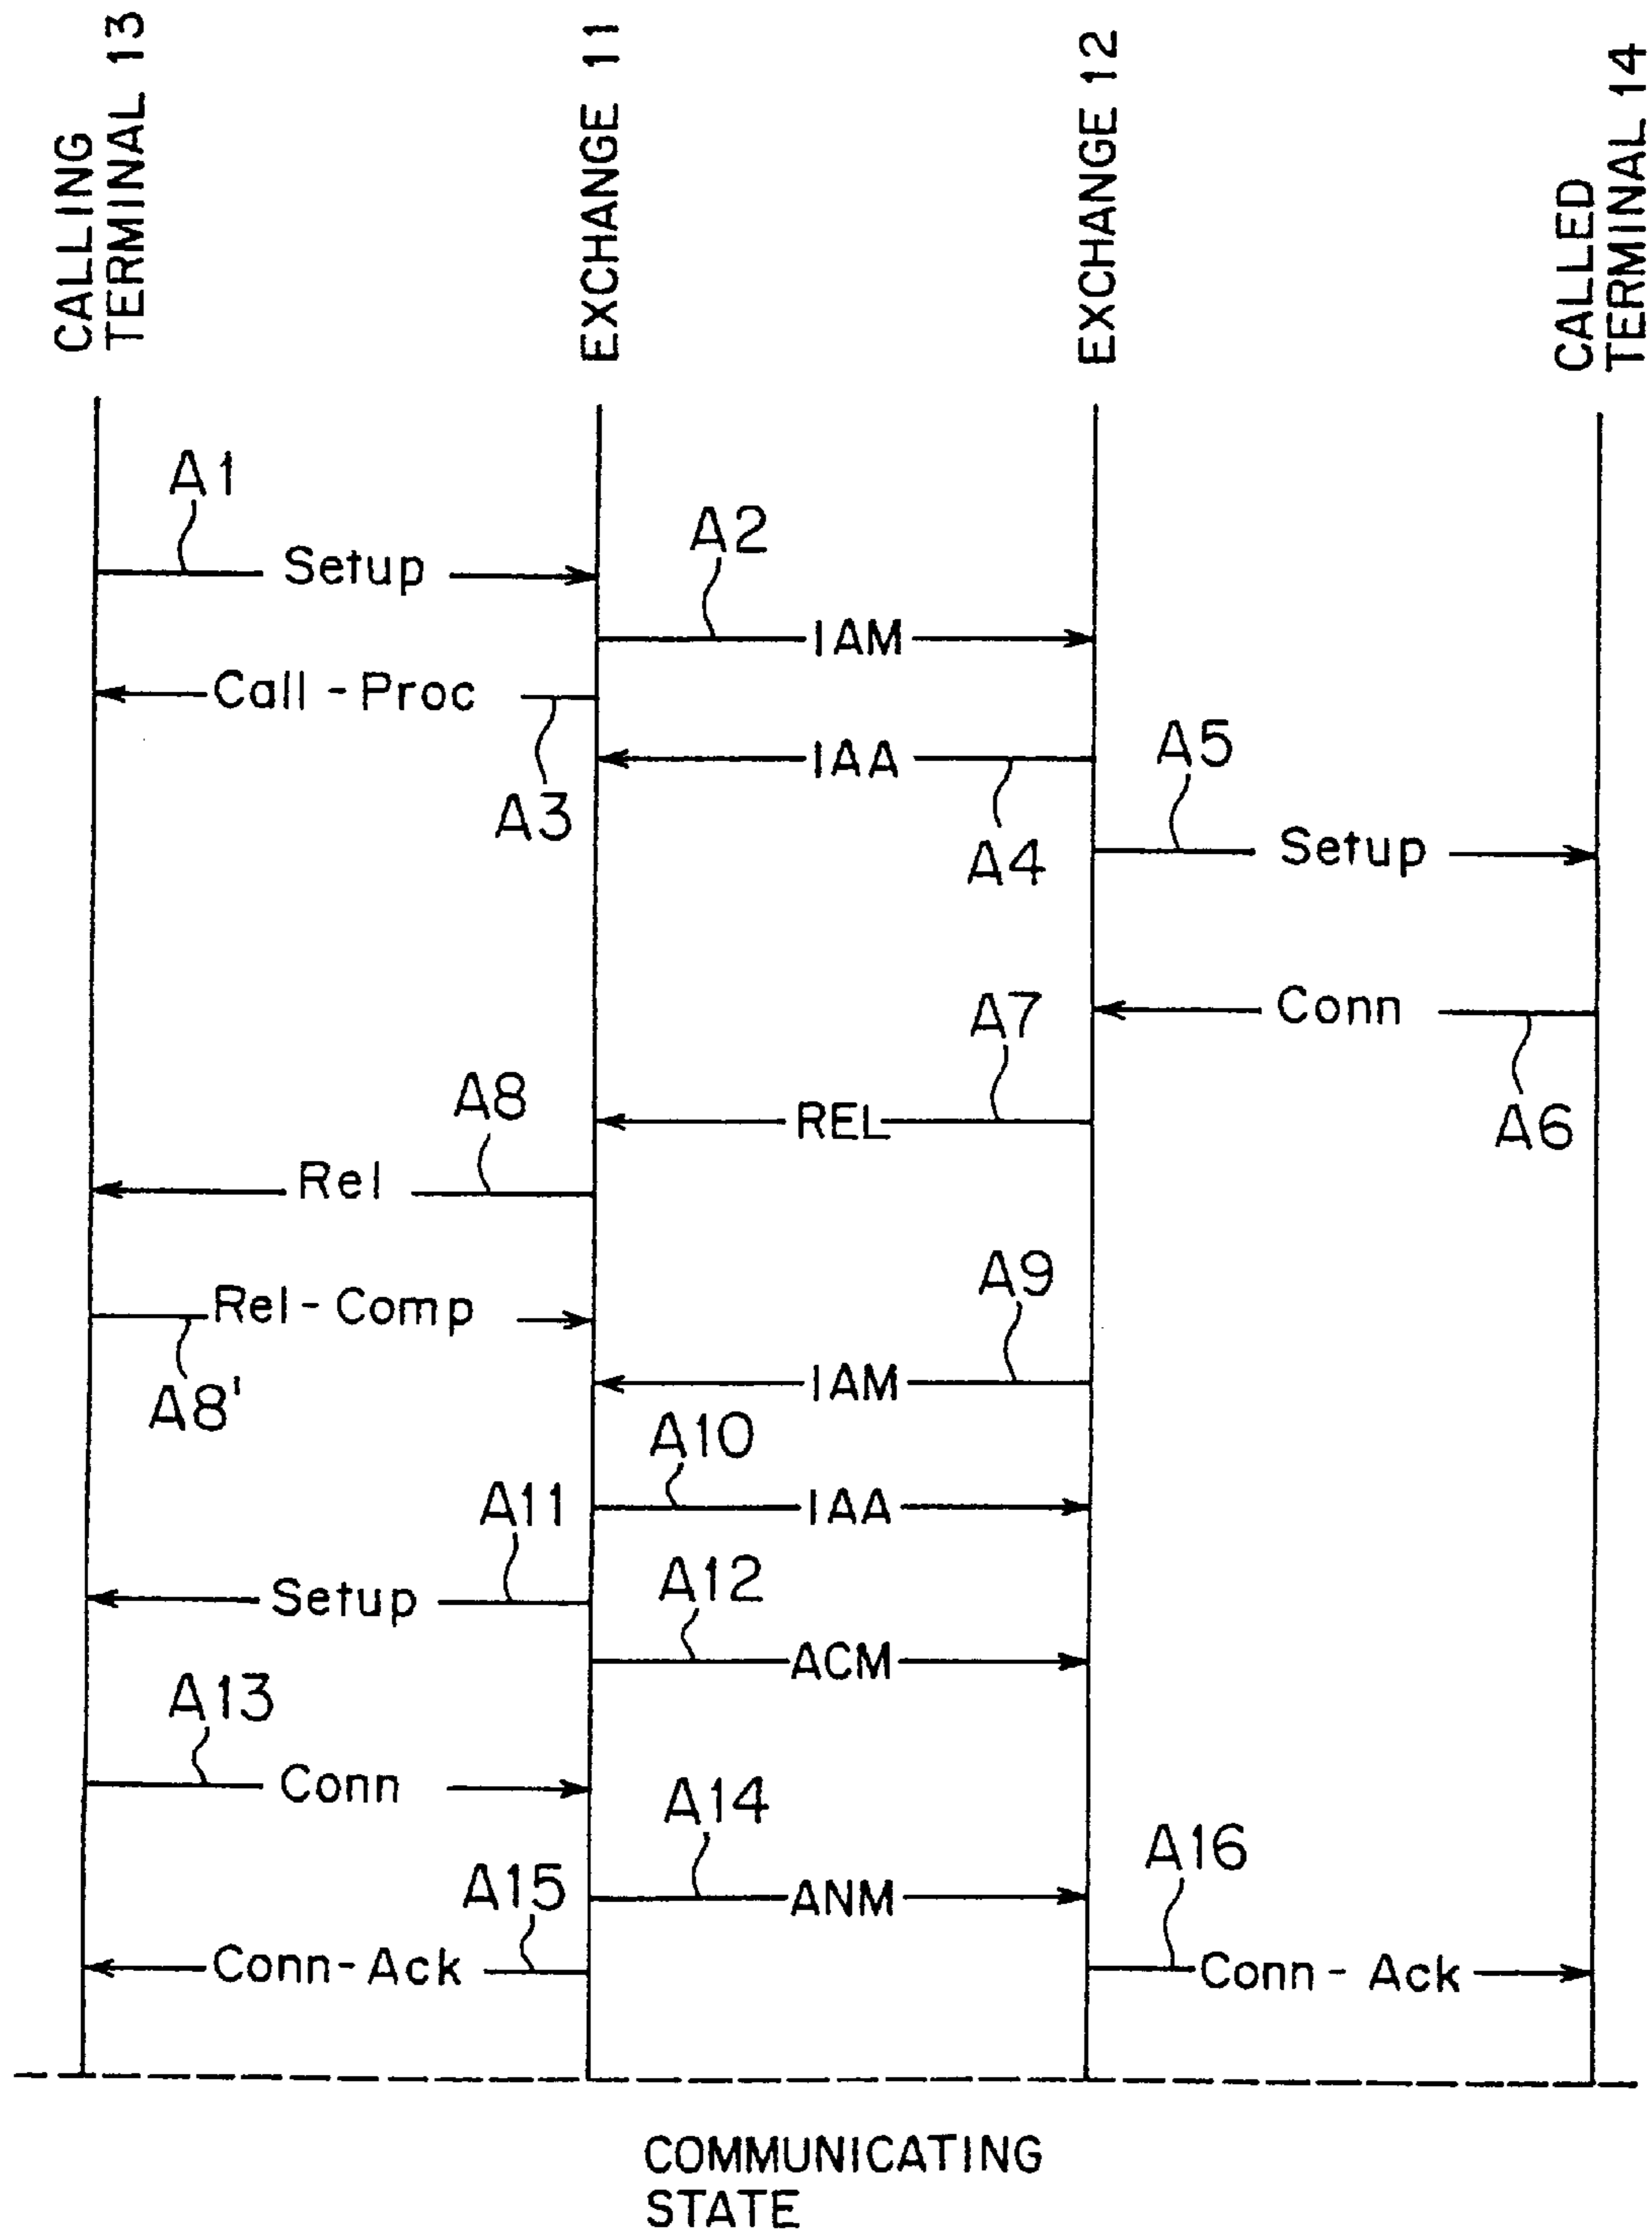 CALLING
TERMINAL 13
EXCHANGE 11
EXCHANGE 12
CALLED
TERMINAL 14
A1
Setup
A2
IAM
Call-Proc
A3
IAA
A4
A5
Setup
Conn
A6
A7
REL
A8
Rel
Rel-Comp
A8'
A9
IAM
A10
IAA
A11
Setup
A12
ACM
A13
Conn
A14
ANM
A15
Conn-Ack
A16
Conn-Ack
COMMUNICATING
STATE